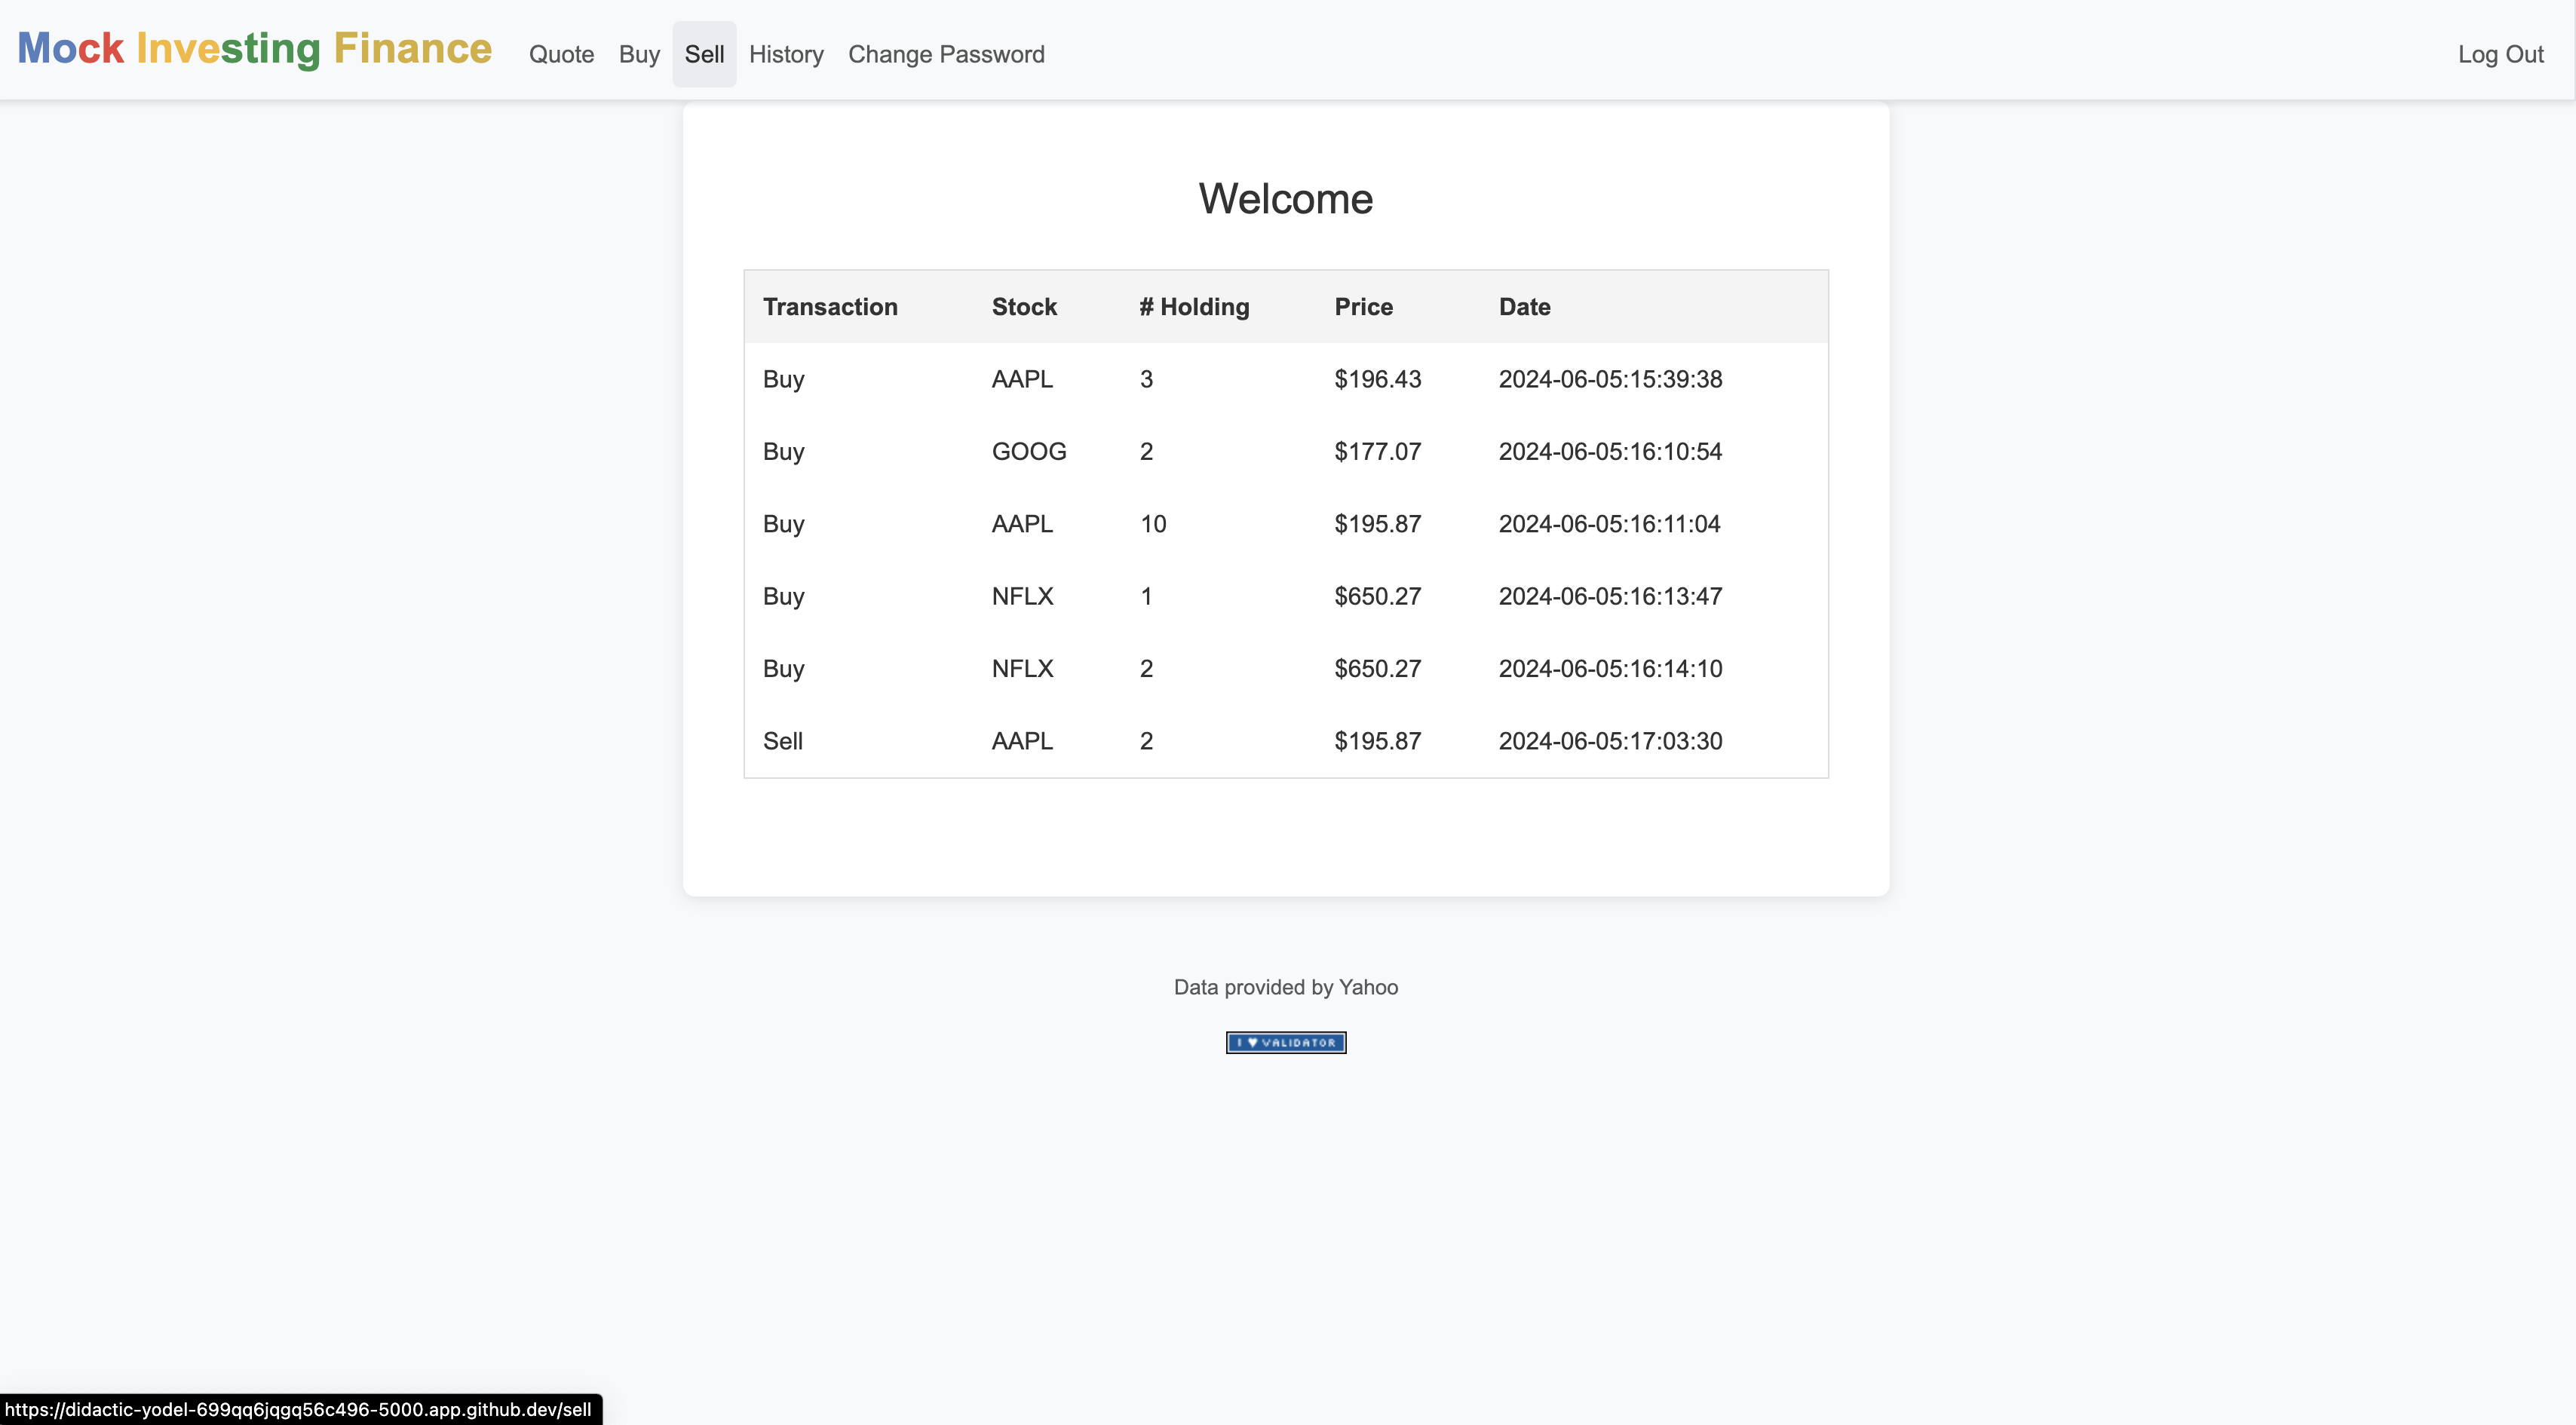 Mock Investing Finance Quote Buy Sell History Change Password Log Out
Welcome
Transaction Stock # Holding Price Date
Buy AAPL 3 $196.43 2024-06-05:15:39:38
Buy GOOG 2 $177.07 2024-06-05:16:10:54
Buy AAPL 10 $195.87 2024-06-05:16:11:04
Buy NFLX 1 $650.27 2024-06-05:16:13:47
Buy NFLX 2 $650.27 2024-06-05:16:14:10
Sell AAPL 2 $195.87 2024-06-05:17:03:30
Data provided by Yahoo
I ♥ VALIDATOR
https://didactic-yodel-699qq6jqgq56c496-5000.app.github.dev/sell